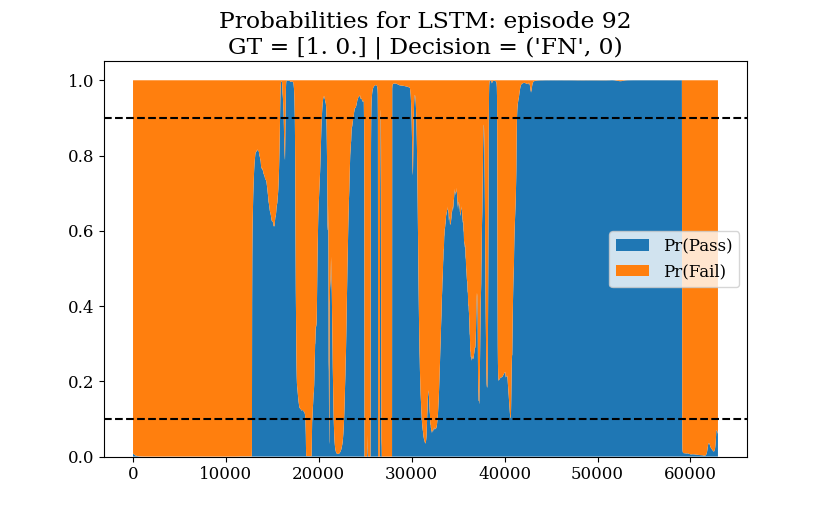 Probabilities for LSTM: episode 92
GT = [1. 0.] | Decision = ('FN', 0)
1.0
0.8
0.6
0.4
0.2
0.0
Pr(Pass)
Pr(Fail)
0 10000 20000 30000 40000 50000 60000